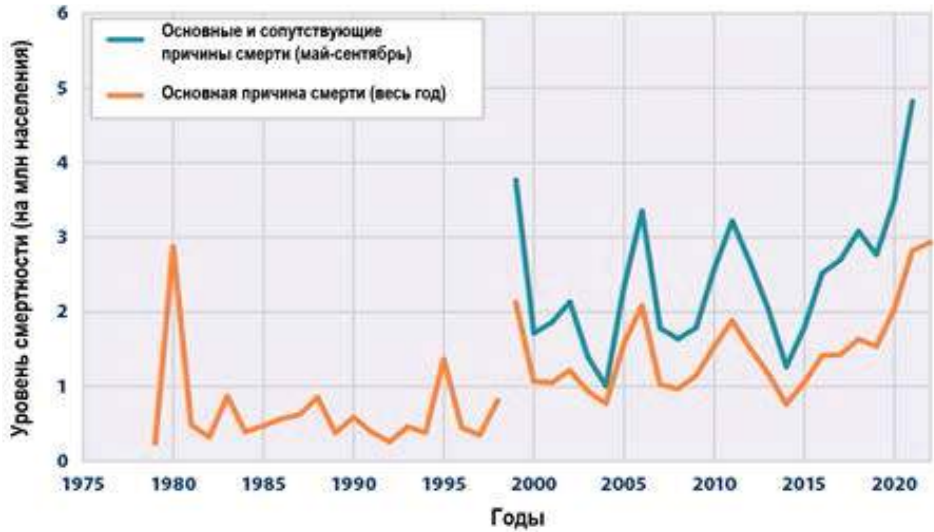 6
Основные и сопутствующие
причины смерти (май-сентябрь)
Основная причина смерти (весь год)
5
4
3
2
1
0
Уровень смертности (на млн населения)
1975 1980 1985 1990 1995 2000 2005 2010 2015 2020
Годы